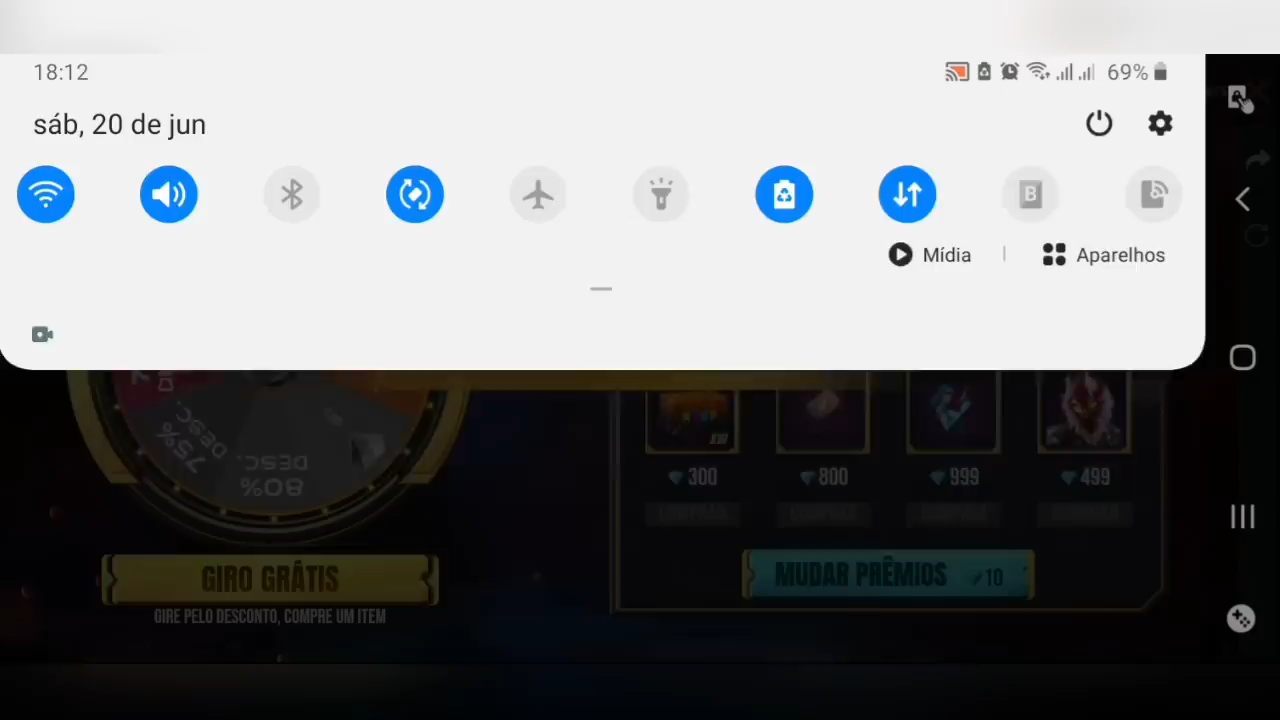 18:12
69%
sáb, 20 de jun
B
Mídia
Aparelhos
75%
DESC.
80%
DESC.
300
800
999
499
GIRO GRÁTIS
MUDAR PRÊMIOS 10
GIRE PELO DESCONTO, COMPRE UM ITEM